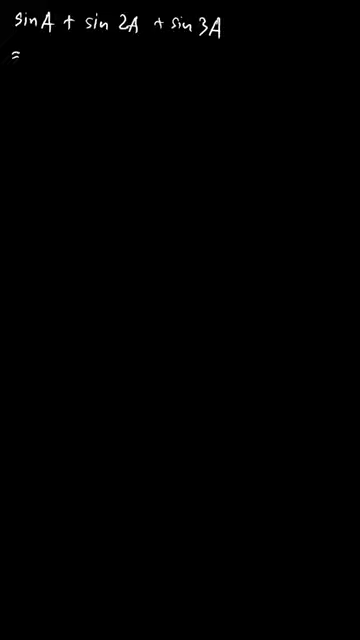 sin A + sin 2A + sin 3A
=